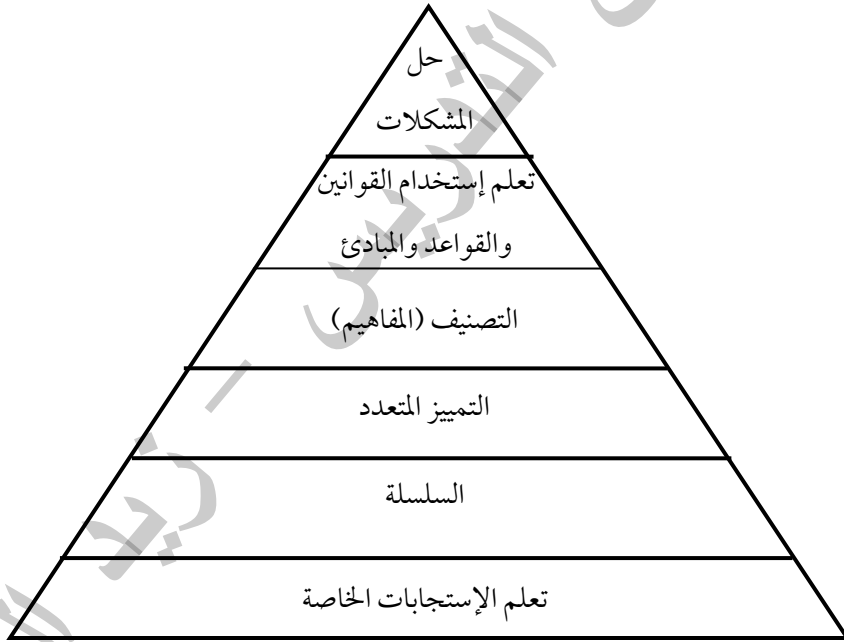 حل
المشكلات
تعلم إستخدام القوانين
والقواعد والمبادئ
التصنيف (المفاهيم)
التمييز المتعدد
السلسلة
تعلم الإستجابات الخاصة